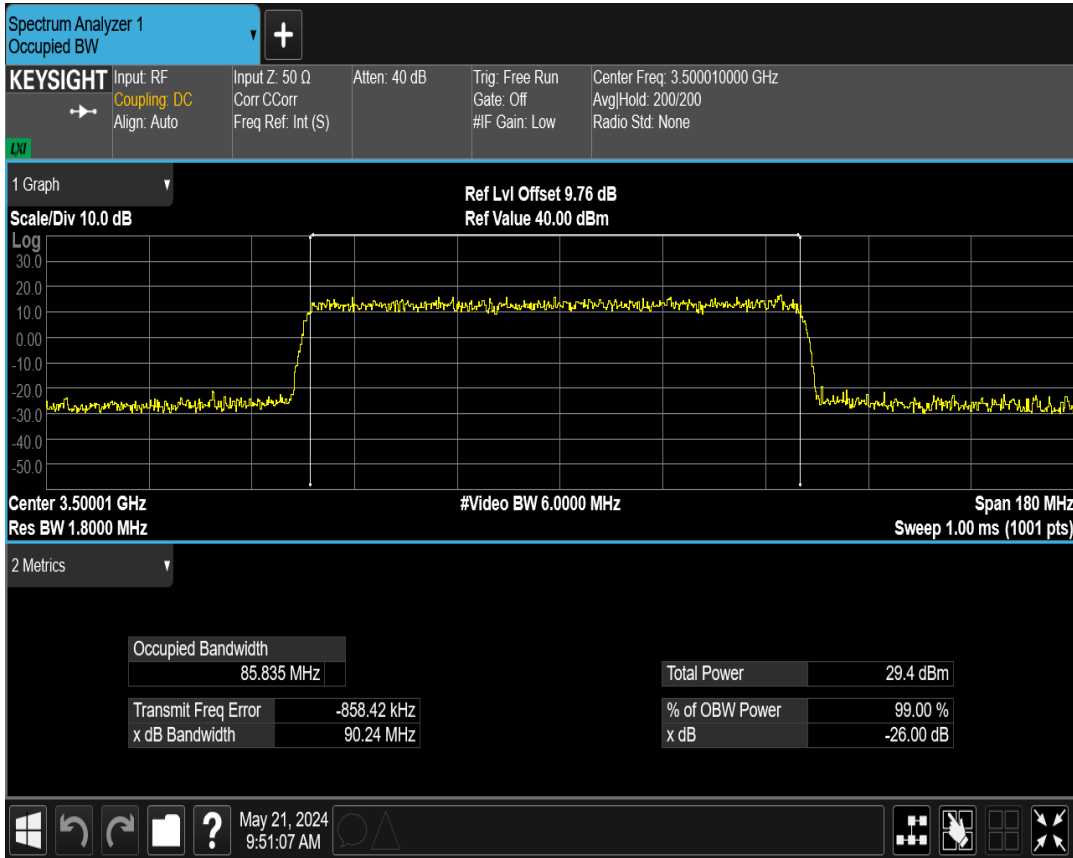 Spectrum Analyzer 1
Occupied BW
+
KEYSIGHT
LXI
Input: RF
Coupling: DC
Align: Auto
Input Z: 50 Ω
Corr CCorr
Freq Ref: Int (S)
Atten: 40 dB
Trig: Free Run
Gate: Off
#IF Gain: Low
Center Freq: 3.500010000 GHz
Avg|Hold: 200/200
Radio Std: None
1 Graph
Scale/Div 10.0 dB
Ref Lvl Offset 9.76 dB
Ref Value 40.00 dBm
Log
30.0
20.0
10.0
0.00
-10.0
-20.0
-30.0
-40.0
-50.0
Center 3.50001 GHz
#Video BW 6.0000 MHz
Span 180 MHz
Res BW 1.8000 MHz
Sweep 1.00 ms (1001 pts)
2 Metrics
Occupied Bandwidth
85.835 MHz
Transmit Freq Error -858.42 kHz
x dB Bandwidth 90.24 MHz
Total Power 29.4 dBm
% of OBW Power 99.00 %
x dB -26.00 dB
?
May 21, 2024
9:51:07 AM